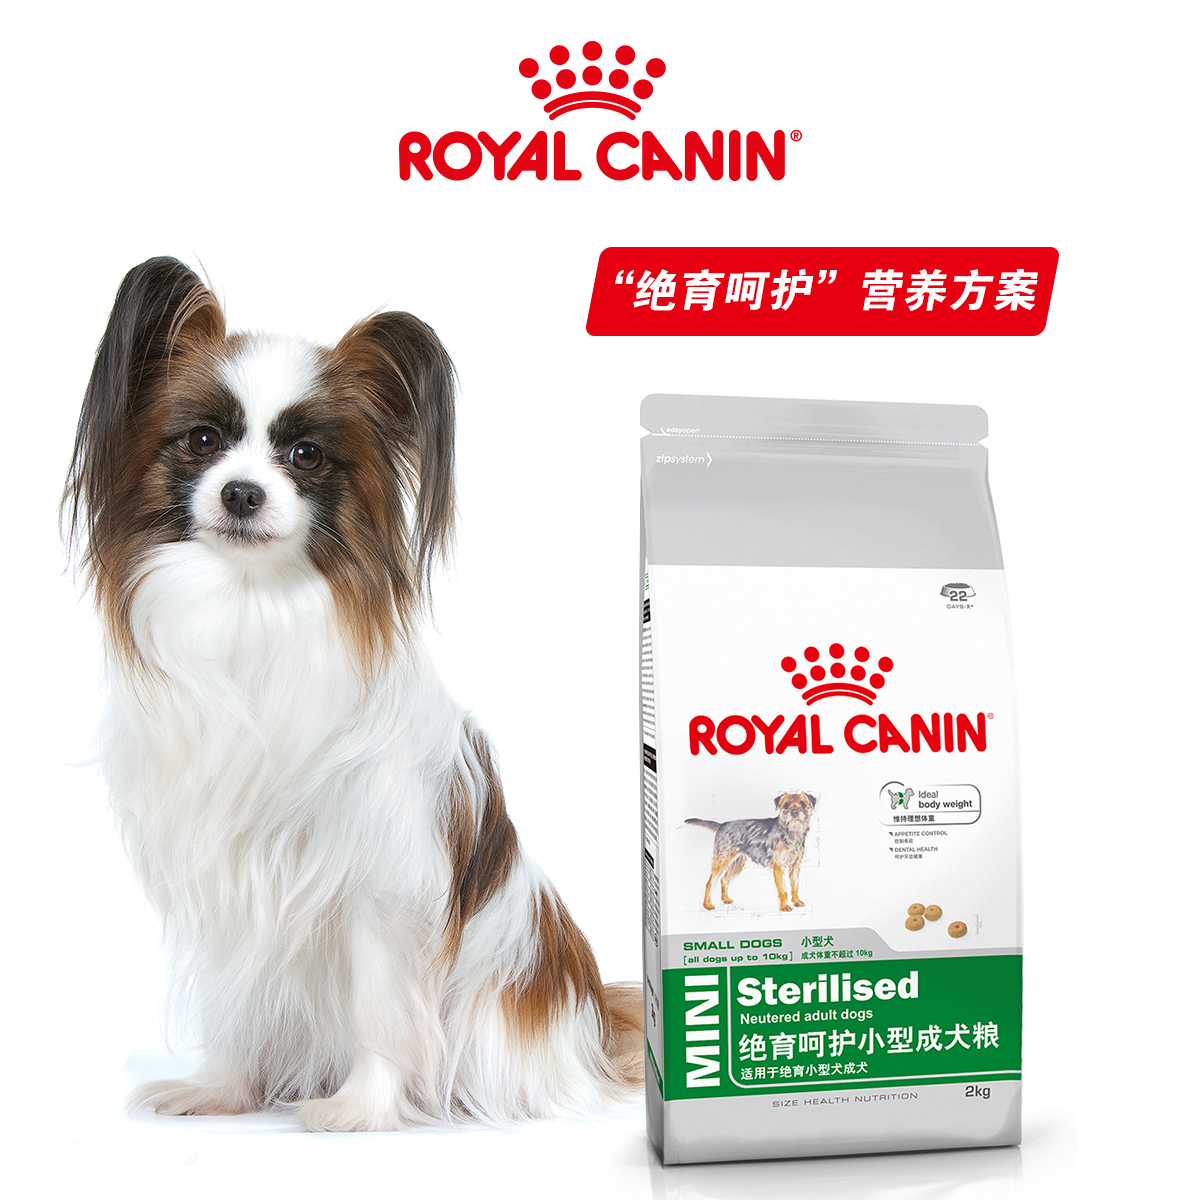 ROYAL CANIN®
“绝育呵护”营养方案
easyopen
zipsystem
22
DAYS-天*
ROYAL CANIN®
Ideal
body weight
维持理想体重
APPETITE CONTROL
控制食欲
DENTAL HEALTH
呵护牙齿健康
SMALL DOGS 小型犬
[all dogs up to 10kg] 成犬体重不超过 10kg
MINI
Sterilised
Neutered adult dogs
绝育呵护小型成犬粮
适用于绝育小型犬成犬
2kg
SIZE HEALTH NUTRITION